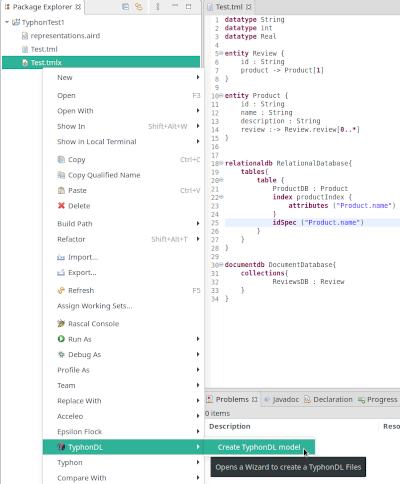 Package Explorer
TyphonTest1
representations.aird
Test.tml
Test.tmlx
New
Open F3
Open With
Show In Shift+Alt+W
Show in Local Terminal
Copy Ctrl+C
Copy Qualified Name
Paste Ctrl+V
Delete
Build Path
Refactor Shift+Alt+T
Import...
Export...
Refresh F5
Assign Working Sets...
Rascal Console
Run As
Debug As
Profile As
Team
Replace With
Acceleo
Epsilon Flock
TyphonDL
Typhon
Compare With
Create TyphonDL model
Opens a Wizard to create a TyphonDL Files
Test.tml
1 datatype String
2 datatype int
3 datatype Real
4
5 entity Review {
6 id : String
7 product -> Product[1]
8 }
9
10 entity Product {
11 id : String
12 name : String
13 description : String
14 review :-> Review.review[0..*]
15 }
16
17
18 relationaldb RelationalDatabase{
19 tables{
20 table {
21 ProductDB : Product
22 index productIndex {
23 attributes ("Product.name")
24 }
25 idSpec ("Product.name")
26 }
27 }
28 }
29
30 documentdb DocumentDatabase{
31 collections{
32 ReviewsDB : Review
33 }
34 }
Problems Javadoc Declaration Progress
0 items
Description Reso